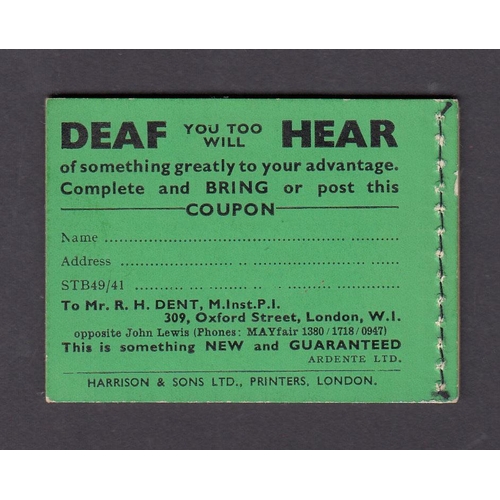 DEAF YOU TOO WILL HEAR
of something greatly to your advantage.
Complete and BRING or post this
COUPON
Name
Address
STB49/41
To Mr. R. H. DENT, M.Inst.P.I.
309, Oxford Street, London, W.I.
opposite John Lewis (Phones: MAYfair 1380/1718/0947)
This is something NEW and GUARANTEED
ARDENTE LTD.
HARRISON & SONS LTD., PRINTERS, LONDON.